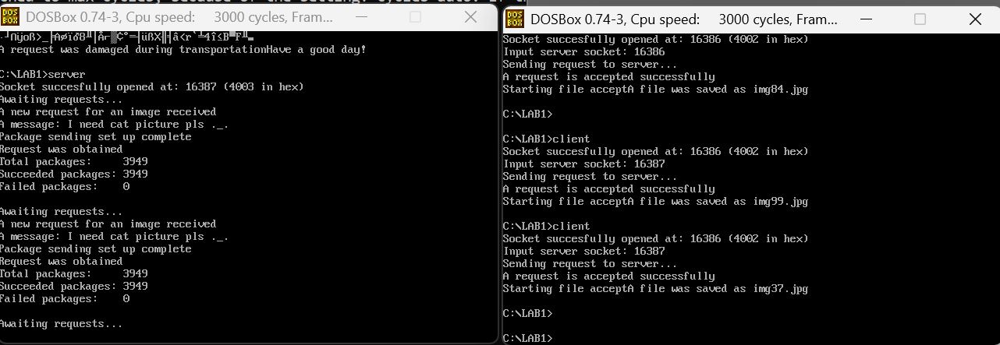 DOSBox 0.74-3, Cpu speed: 3000 cycles, Fram...
A request was damaged during transportationHave a good day!
C:\LAB1>server
Socket succesfully opened at: 16387 (4003 in hex)
Awaiting requests...
A new request for an image received
A message: I need cat picture pls ._.
Package sending set up complete
Request was obtained
Total packages: 3949
Succeeded packages: 3949
Failed packages: 0
Awaiting requests...
A new request for an image received
A message: I need cat picture pls ._.
Package sending set up complete
Request was obtained
Total packages: 3949
Succeeded packages: 3949
Failed packages: 0
Awaiting requests...
DOSBox 0.74-3, Cpu speed: 3000 cycles, Fram...
Socket succesfully opened at: 16386 (4002 in hex)
Input server socket: 16386
Sending request to server...
A request is accepted successfully
Starting file acceptA file was saved as img84.jpg
C:\LAB1>
C:\LAB1>client
Socket succesfully opened at: 16386 (4002 in hex)
Input server socket: 16387
Sending request to server...
A request is accepted successfully
Starting file acceptA file was saved as img99.jpg
C:\LAB1>client
Socket succesfully opened at: 16386 (4002 in hex)
Input server socket: 16387
Sending request to server...
A request is accepted successfully
Starting file acceptA file was saved as img37.jpg
C:\LAB1>
C:\LAB1>